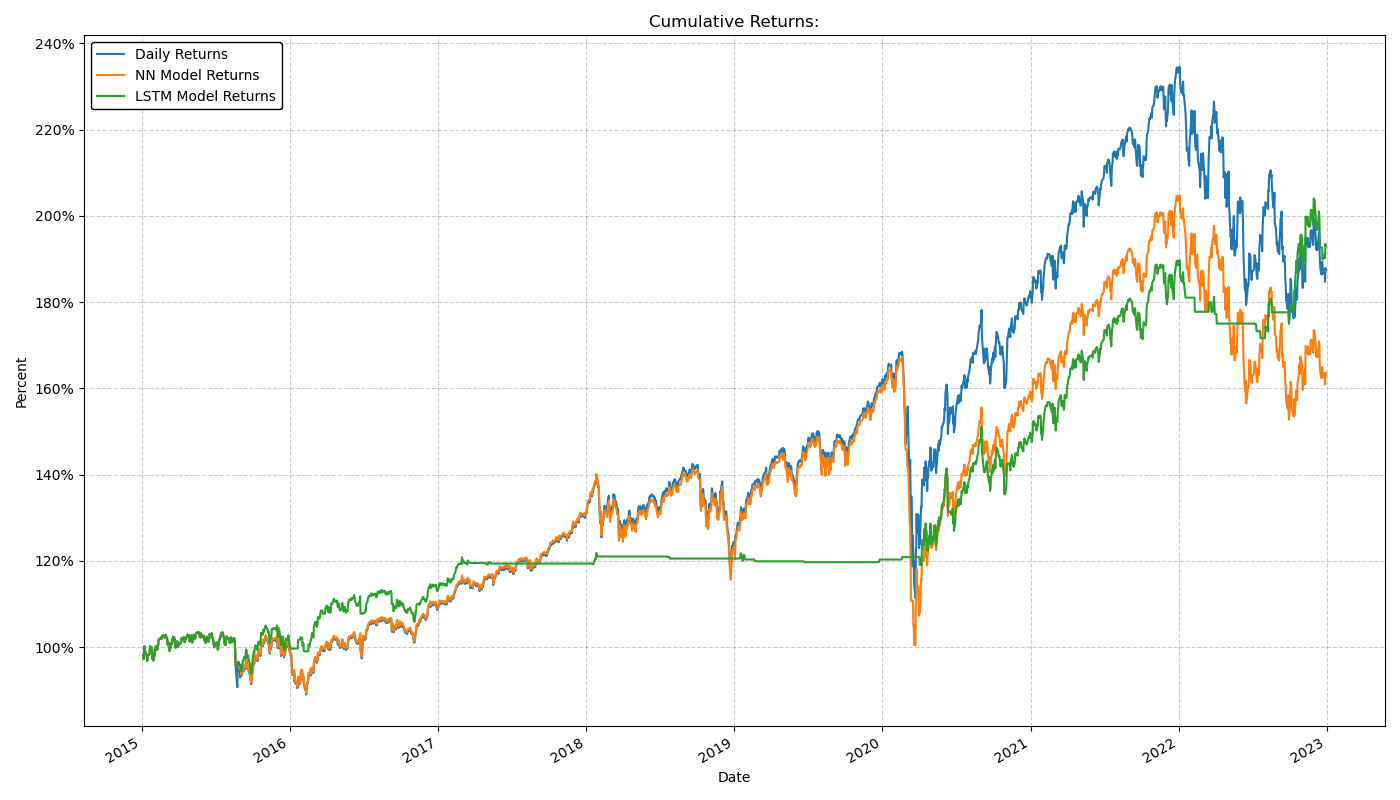 Cumulative Returns:
240%
220%
200%
180%
160%
140%
120%
100%
Percent
Daily Returns
NN Model Returns
LSTM Model Returns
2015
2016
2017
2018
2019
2020
2021
2022
2023
Date